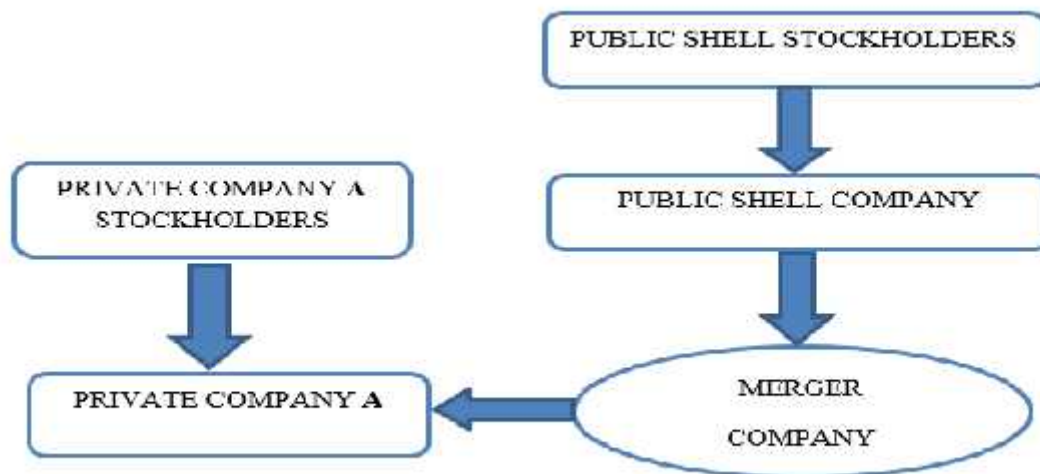 PUBLIC SHELL STOCKHOLDERS
PRIVATE COMPANY A
STOCKHOLDERS
PUBLIC SHELL COMPANY
PRIVATE COMPANY A
MERGER
COMPANY